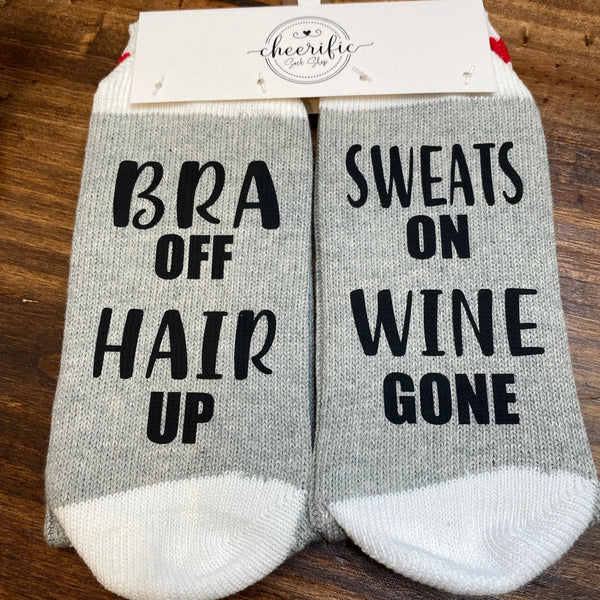 cheerific
Sock Shop
BRA
OFF
HAIR
UP
SWEATS
ON
WINE
GONE